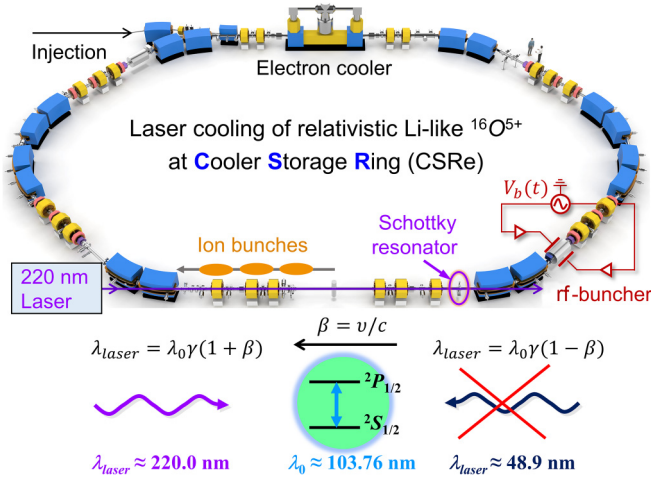 Injection
Electron cooler
Laser cooling of relativistic Li-like ¹⁶O⁵⁺
at Cooler Storage Ring (CSRe)
V_b(t)
Schottky
resonator
Ion bunches
220 nm
Laser
rf-buncher
β = υ/c
λ_laser = λ₀γ(1 + β)
λ_laser = λ₀γ(1 − β)
²P₁/₂
²S₁/₂
λ_laser ≈ 220.0 nm
λ₀ ≈ 103.76 nm
λ_laser ≈ 48.9 nm